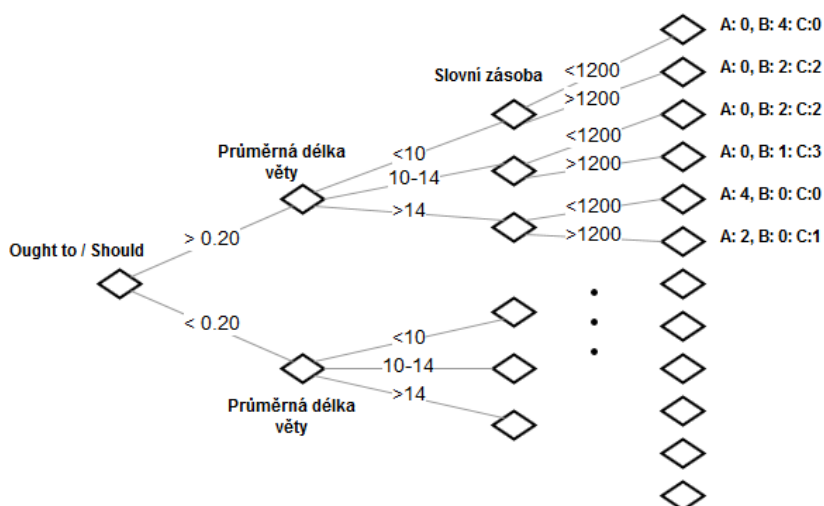 A: 0, B: 4: C:0
Slovní zásoba
<1200
A: 0, B: 2: C:2
>1200
A: 0, B: 2: C:2
<1200
Průměrná délka
věty
<10
A: 0, B: 1: C:3
>1200
10-14
A: 4, B: 0: C:0
<1200
>14
A: 2, B: 0: C:1
>1200
> 0.20
Ought to / Should
< 0.20
<10
10-14
>14
Průměrná délka
věty